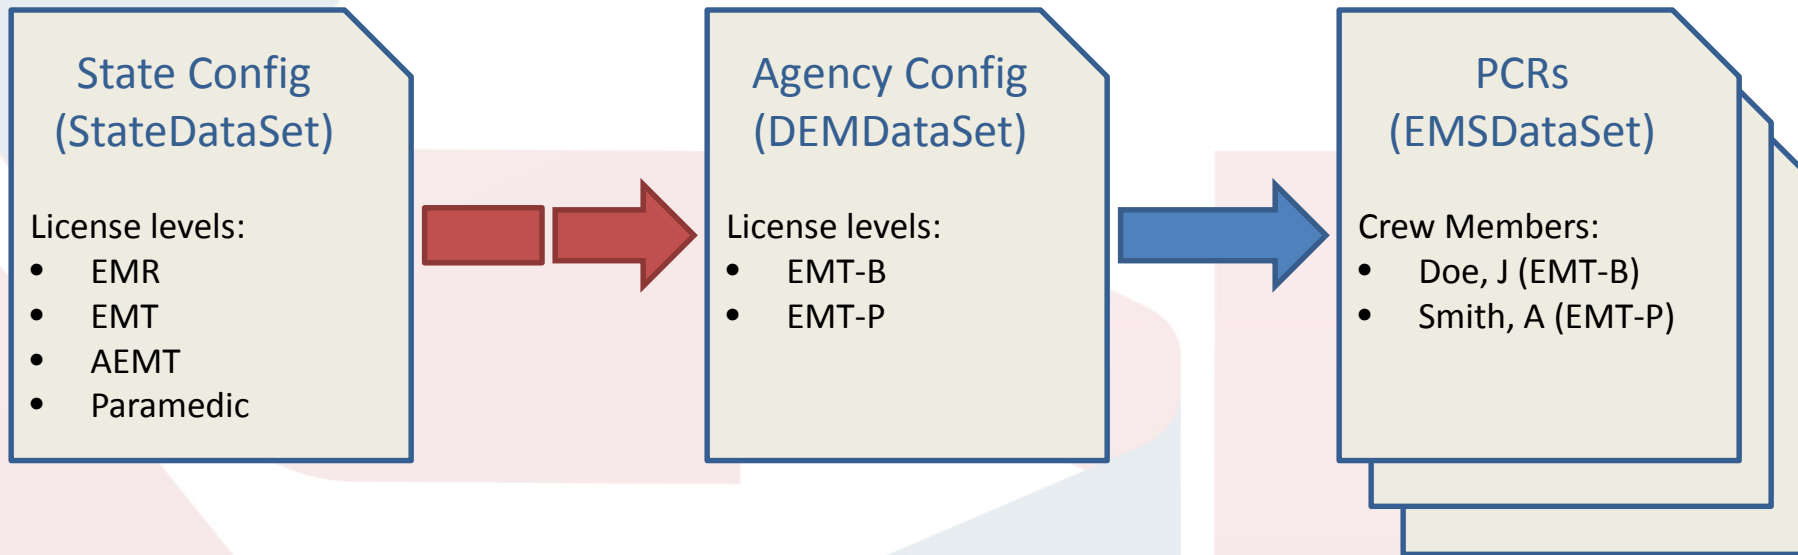 State Config
(StateDataSet)
License levels:
• EMR
• EMT
• AEMT
• Paramedic
Agency Config
(DEMDataSet)
License levels:
• EMT-B
• EMT-P
PCRs
(EMSDataSet)
Crew Members:
• Doe, J (EMT-B)
• Smith, A (EMT-P)